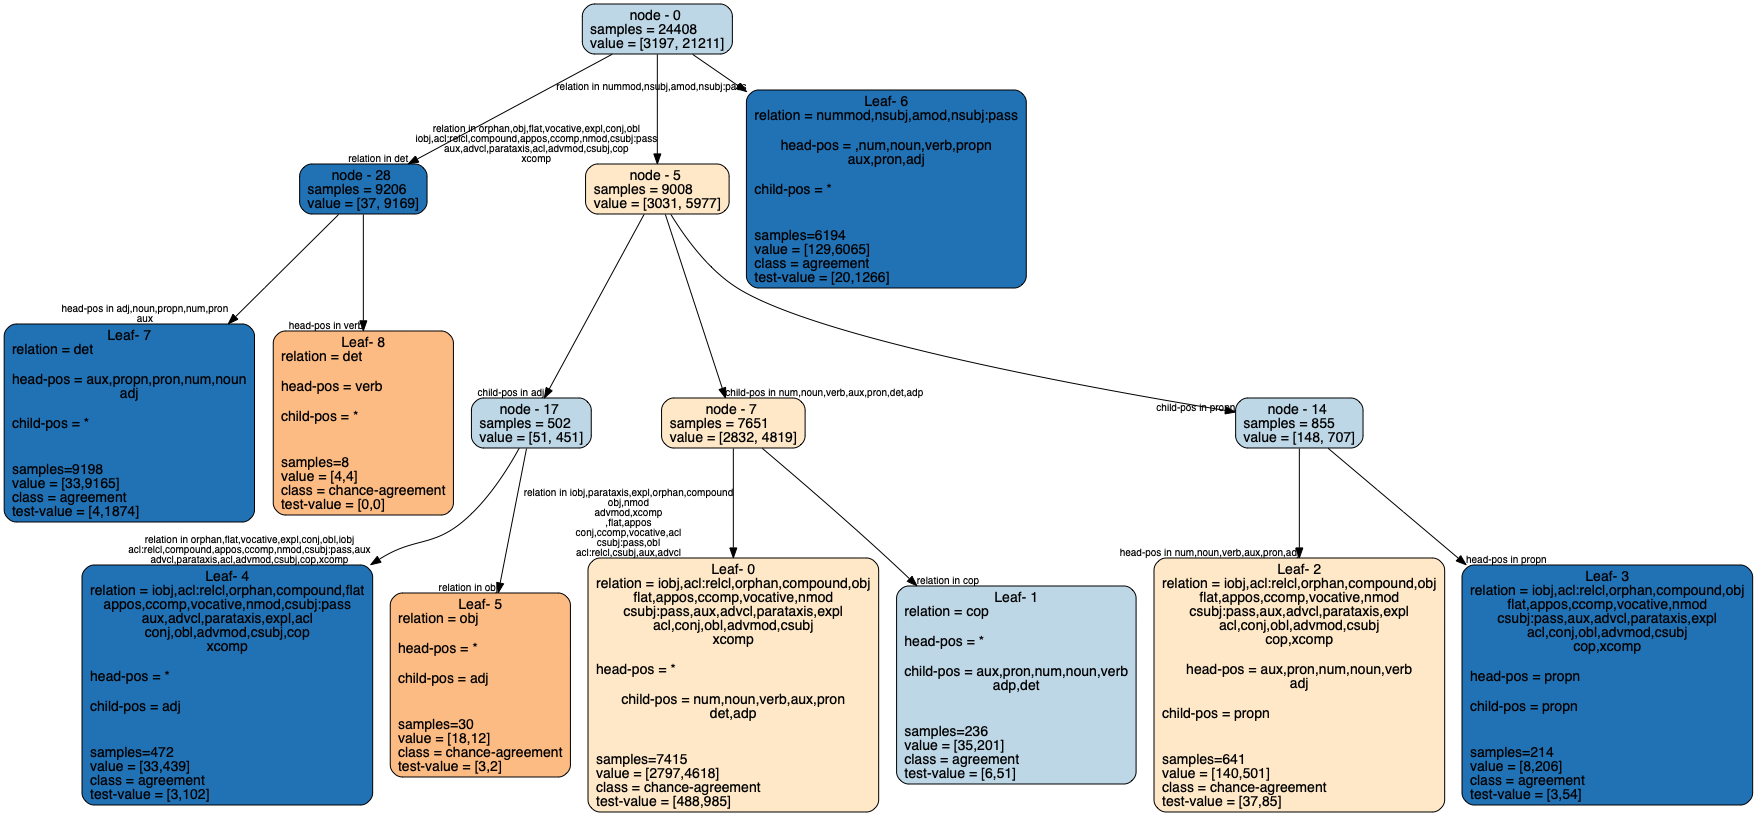 node - 0
samples = 24408
value = [3197, 21211]
relation in nummod,nsubj,amod,nsubj:pass
Leaf- 6
relation = nummod,nsubj,amod,nsubj:pass
head-pos = ,num,noun,verb,propn
aux,pron,adj
child-pos = *
samples=6194
value = [129,6065]
class = agreement
test-value = [20,1266]
relation in orphan,obj,flat,vocative,expl,conj,obl
iobj,acl:relcl,compound,appos,ccomp,nmod,csubj:pass
aux,advcl,parataxis,acl,advmod,csubj,cop
xcomp
relation in det
node - 28
samples = 9206
value = [37, 9169]
node - 5
samples = 9008
value = [3031, 5977]
head-pos in adj,noun,propn,num,pron
aux
Leaf- 7
relation = det
head-pos = aux,propn,pron,num,noun
adj
child-pos = *
samples=9198
value = [33,9165]
class = agreement
test-value = [4,1874]
head-pos in verb
Leaf- 8
relation = det
head-pos = verb
child-pos = *
samples=8
value = [4,4]
class = chance-agreement
test-value = [0,0]
child-pos in adj
node - 17
samples = 502
value = [51, 451]
child-pos in num,noun,verb,aux,pron,det,adp
node - 7
samples = 7651
value = [2832, 4819]
child-pos in propn
node - 14
samples = 855
value = [148, 707]
relation in orphan,flat,vocative,expl,conj,obl,iobj
acl:relcl,compound,appos,ccomp,nmod,csubj:pass,aux
advcl,parataxis,acl,advmod,csubj,cop,xcomp
Leaf- 4
relation = iobj,acl:relcl,orphan,compound,flat
appos,ccomp,vocative,nmod,csubj:pass
aux,advcl,parataxis,expl,acl
conj,obl,advmod,csubj,cop
xcomp
head-pos = *
child-pos = adj
samples=472
value = [33,439]
class = agreement
test-value = [3,102]
relation in obj
Leaf- 5
relation = obj
head-pos = *
child-pos = adj
samples=30
value = [18,12]
class = chance-agreement
test-value = [3,2]
relation in iobj,parataxis,expl,orphan,compound
obj,nmod
advmod,xcomp
,flat,appos
conj,ccomp,vocative,acl
csubj:pass,obl
acl:relcl,csubj,aux,advcl
Leaf- 0
relation = iobj,acl:relcl,orphan,compound,obj
flat,appos,ccomp,vocative,nmod
csubj:pass,aux,advcl,parataxis,expl
acl,conj,obl,advmod,csubj
xcomp
head-pos = *
child-pos = num,noun,verb,aux,pron
det,adp
samples=7415
value = [2797,4618]
class = chance-agreement
test-value = [488,985]
relation in cop
Leaf- 1
relation = cop
head-pos = *
child-pos = aux,pron,num,noun,verb
adp,det
samples=236
value = [35,201]
class = agreement
test-value = [6,51]
head-pos in num,noun,verb,aux,pron,adj
Leaf- 2
relation = iobj,acl:relcl,orphan,compound,obj
flat,appos,ccomp,vocative,nmod
csubj:pass,aux,advcl,parataxis,expl
acl,conj,obl,advmod,csubj
cop,xcomp
head-pos = aux,pron,num,noun,verb
adj
child-pos = propn
samples=641
value = [140,501]
class = chance-agreement
test-value = [37,85]
head-pos in propn
Leaf- 3
relation = iobj,acl:relcl,orphan,compound,obj
flat,appos,ccomp,vocative,nmod
csubj:pass,aux,advcl,parataxis,expl
acl,conj,obl,advmod,csubj
cop,xcomp
head-pos = propn
child-pos = propn
samples=214
value = [8,206]
class = agreement
test-value = [3,54]